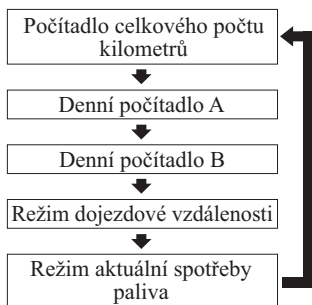 Počítadlo celkového počtu
kilometrů
Denní počítadlo A
Denní počítadlo B
Režim dojezdové vzdálenosti
Režim aktuální spotřeby
paliva